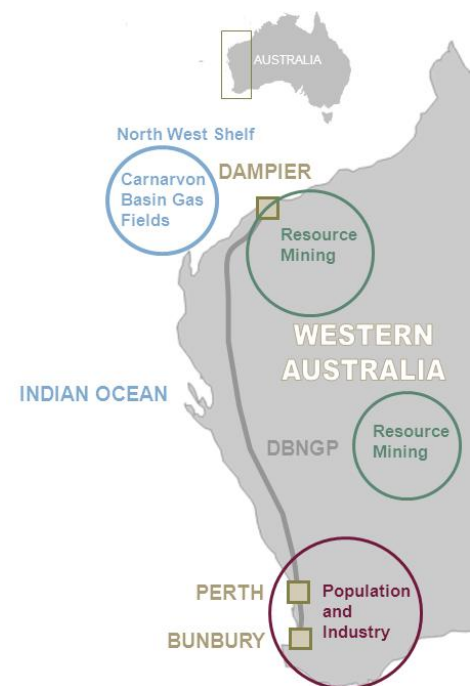 AUSTRALIA
North West Shelf
DAMPIER
Carnarvon
Basin Gas
Fields
Resource
Mining
WESTERN
AUSTRALIA
INDIAN OCEAN
Resource
Mining
DBNGP
PERTH
Population
and
Industry
BUNBURY